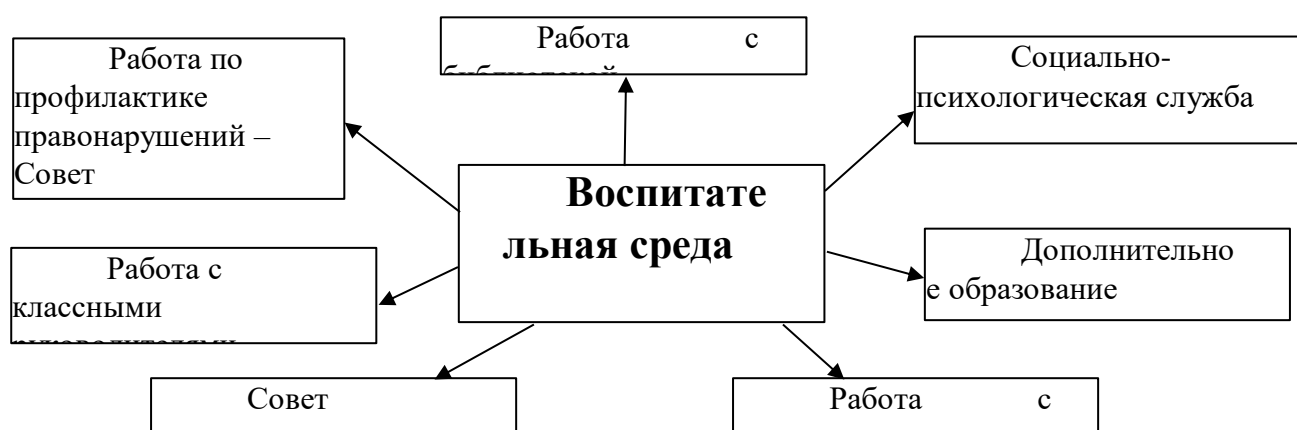 Работа с
Работа по
профилактике
правонарушений –
Совет
Социально-
психологическая служба
Воспитате
льная среда
Работа с
классными
Дополнительно
е образование
Совет
Работа с